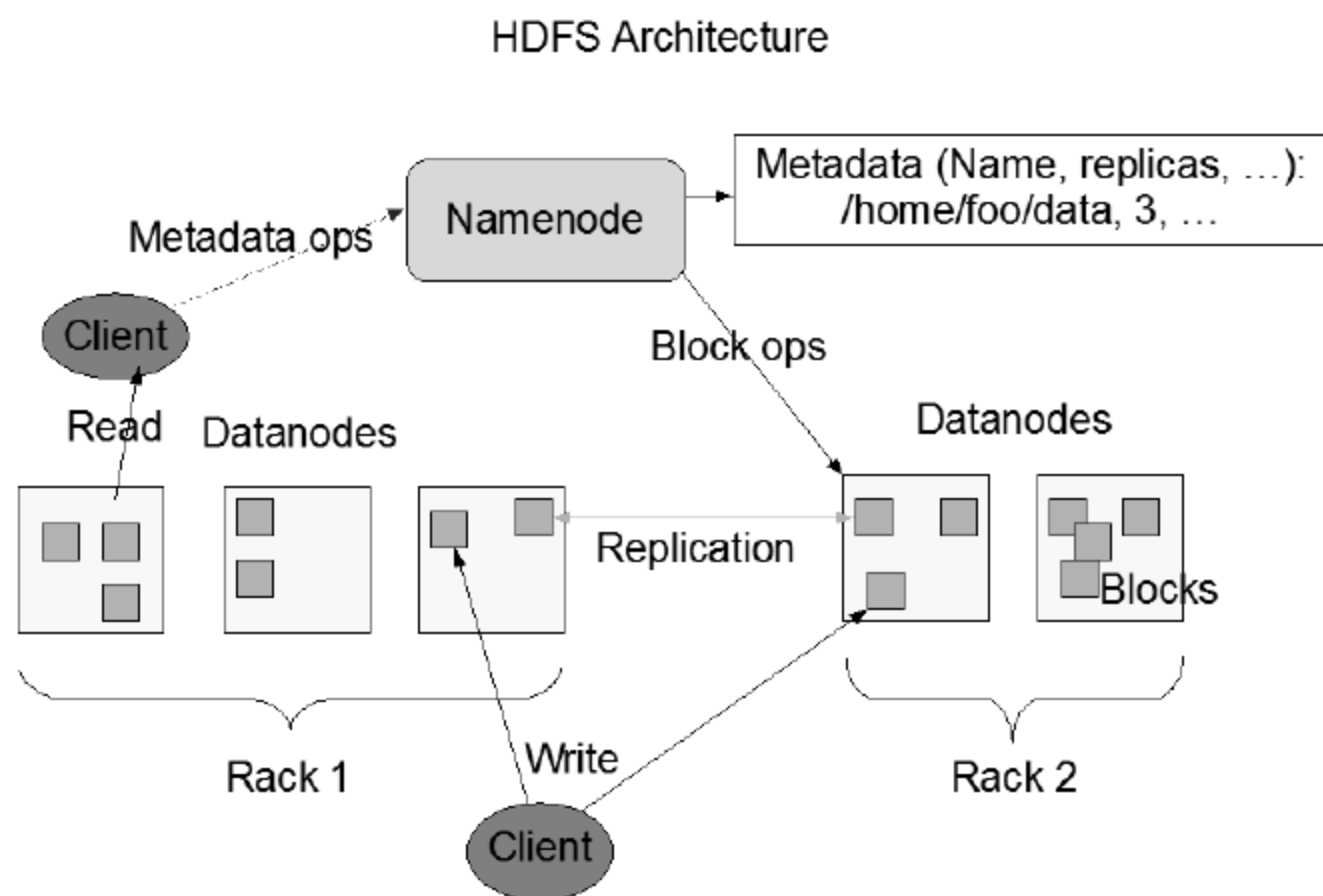 HDFS Architecture
Metadata (Name, replicas, …):
/home/foo/data, 3, …
Namenode
Metadata ops
Client
Block ops
Read
Datanodes
Datanodes
Replication
Blocks
Write
Rack 1
Rack 2
Client